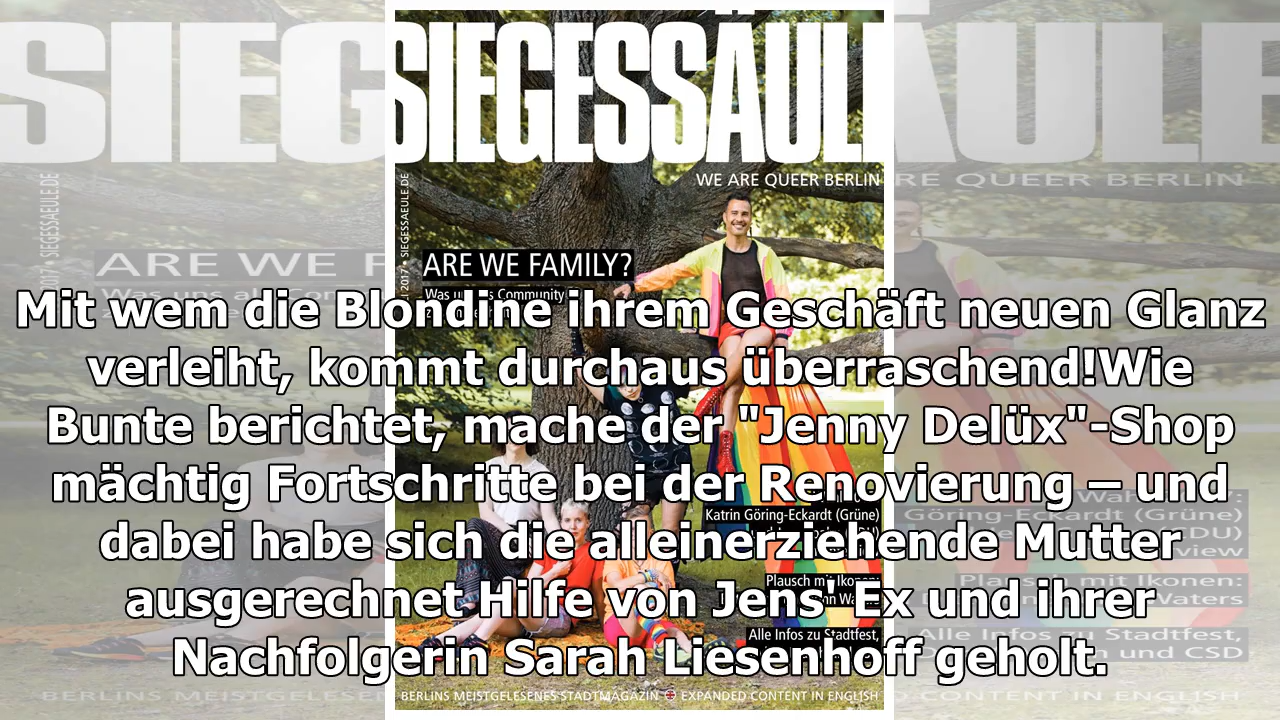 SIEGESSÄULE
WE ARE QUEER BERLIN
SIEGESSAEULE.DE
ARE WE FAMILY?
Mit wem die Blondine ihrem Geschäft neuen Glanz
verleiht, kommt durchaus überraschend!Wie
Bunte berichtet, mache der "Jenny Delüx"-Shop
mächtig Fortschritte bei der Renovierung – und
dabei habe sich die alleinerziehende Mutter
ausgerechnet Hilfe von Jens' Ex und ihrer
Nachfolgerin Sarah Liesenhoff geholt.
Katrin Göring-Eckardt (Grüne)
Plausch mit Ikonen:
Alle Infos zu Stadtfest,
BERLINS MEISTGELESENES STADTMAGAZIN EXPANDED CONTENT IN ENGLISH